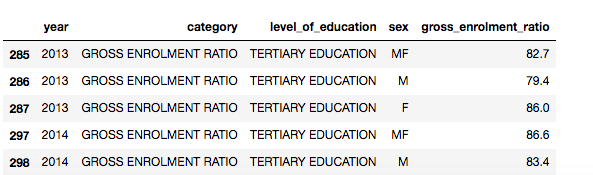 year category level_of_education sex gross_enrolment_ratio
285 2013 GROSS ENROLMENT RATIO TERTIARY EDUCATION MF 82.7
286 2013 GROSS ENROLMENT RATIO TERTIARY EDUCATION M 79.4
287 2013 GROSS ENROLMENT RATIO TERTIARY EDUCATION F 86.0
297 2014 GROSS ENROLMENT RATIO TERTIARY EDUCATION MF 86.6
298 2014 GROSS ENROLMENT RATIO TERTIARY EDUCATION M 83.4